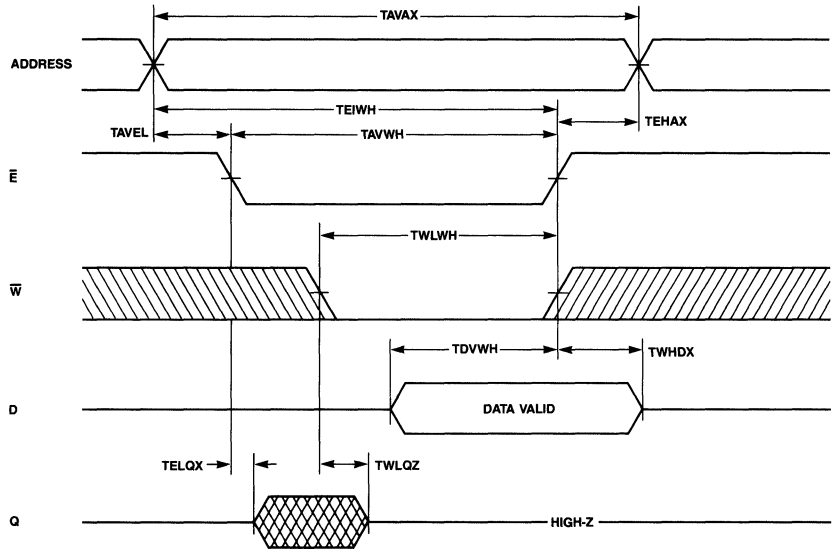 TAVAX
ADDRESS
TEIWH
TAVEL
TAVWH
TEHAX
E̅
TWLWH
W̅
TDVWH
TWHDX
D
DATA VALID
TELQX
TWLQZ
Q
HIGH-Z